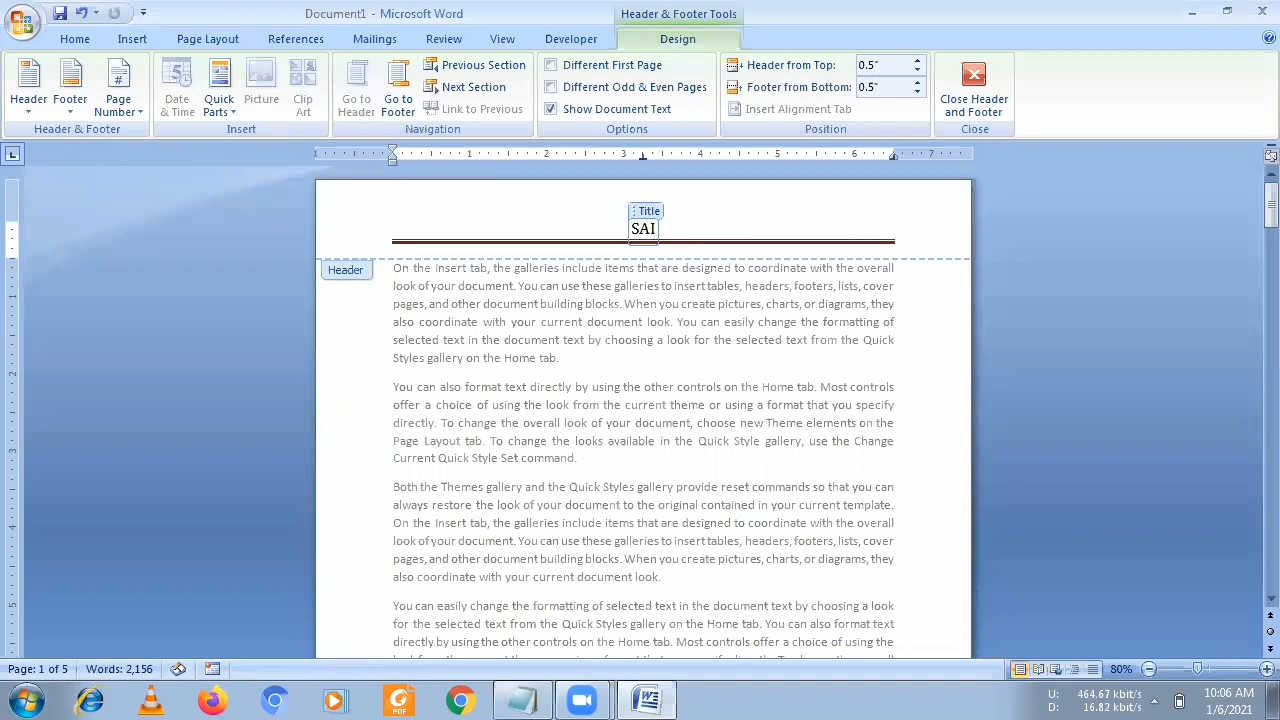 Document1 - Microsoft Word
Header & Footer Tools
Home Insert Page Layout References Mailings Review View Developer Design
Header
Footer
Page Number
Header & Footer
Date & Time
Quick Parts
Picture
Clip Art
Insert
Go to Header
Go to Footer
Previous Section
Next Section
Link to Previous
Navigation
Different First Page
Different Odd & Even Pages
Show Document Text
Options
Header from Top: 0.5"
Footer from Bottom: 0.5"
Insert Alignment Tab
Position
Close Header and Footer
Close
1 1 2 3 4 5 6 7
Title
SAI
Header
On the Insert tab, the galleries include items that are designed to coordinate with the overall
look of your document. You can use these galleries to insert tables, headers, footers, lists, cover
pages, and other document building blocks. When you create pictures, charts, or diagrams, they
also coordinate with your current document look. You can easily change the formatting of
selected text in the document text by choosing a look for the selected text from the Quick
Styles gallery on the Home tab.
You can also format text directly by using the other controls on the Home tab. Most controls
offer a choice of using the look from the current theme or using a format that you specify
directly. To change the overall look of your document, choose new Theme elements on the
Page Layout tab. To change the looks available in the Quick Style gallery, use the Change
Current Quick Style Set command.
Both the Themes gallery and the Quick Styles gallery provide reset commands so that you can
always restore the look of your document to the original contained in your current template.
On the Insert tab, the galleries include items that are designed to coordinate with the overall
look of your document. You can use these galleries to insert tables, headers, footers, lists, cover
pages, and other document building blocks. When you create pictures, charts, or diagrams, they
also coordinate with your current document look.
You can easily change the formatting of selected text in the document text by choosing a look
for the selected text from the Quick Styles gallery on the Home tab. You can also format text
directly by using the other controls on the Home tab. Most controls offer a choice of using the
Page: 1 of 5 Words: 2,156 80%
PDF
U: 464.67 kbit/s
D: 16.82 kbit/s
10:06 AM
1/6/2021